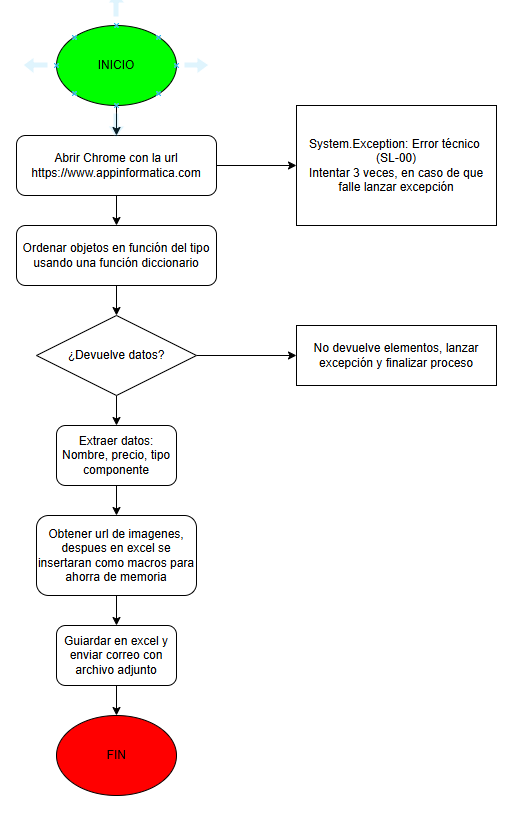 INICIO
Abrir Chrome con la url
https://www.appinformatica.com
System.Exception: Error técnico
(SL-00)
Intentar 3 veces, en caso de que
falle lanzar excepción
Ordenar objetos en función del tipo
usando una función diccionario
¿Devuelve datos?
No devuelve elementos, lanzar
excepción y finalizar proceso
Extraer datos:
Nombre, precio, tipo
componente
Obtener url de imagenes,
despues en excel se
insertaran como macros para
ahorra de memoria
Guiardar en excel y
enviar correo con
archivo adjunto
FIN